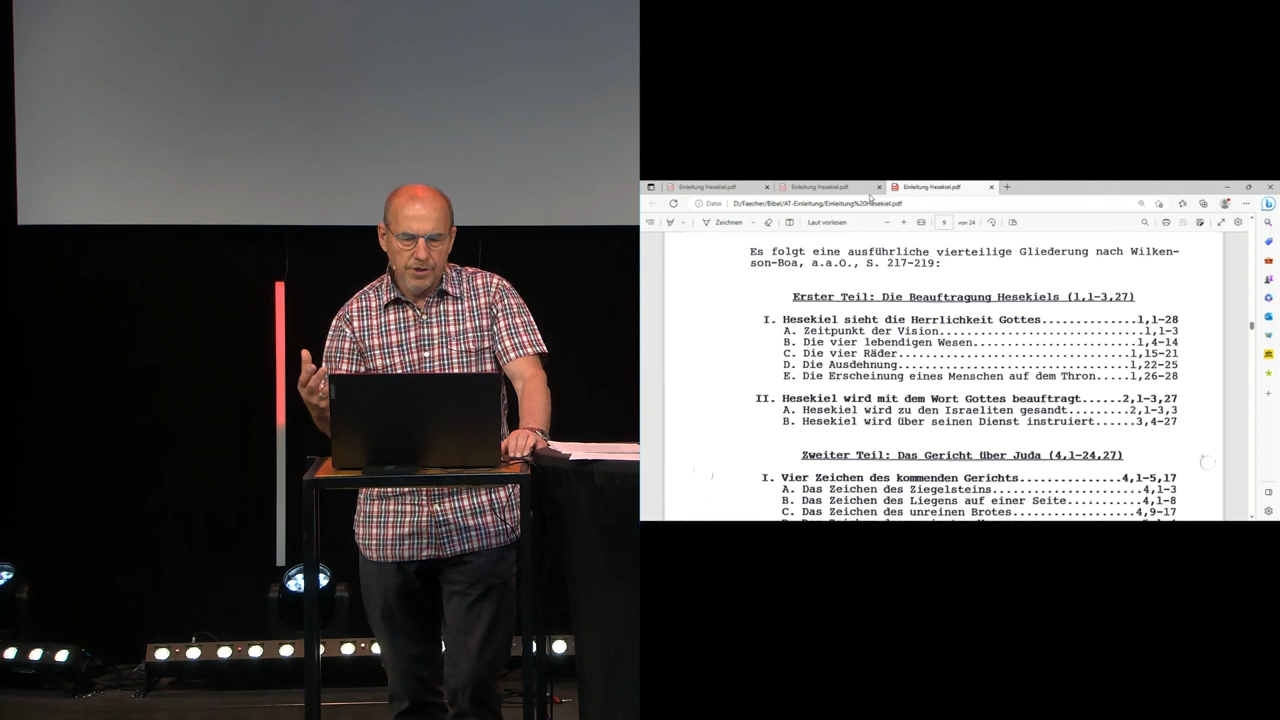 Einleitung Hesekiel.pdf
Einleitung Hesekiel.pdf
Einleitung Hesekiel.pdf
Datei
D:/Faecher/Bibel/AT-Einleitung/Einleitung%20Hesekiel.pdf
Zeichnen
Laut vorlesen
9
von 24
Es folgt eine ausführliche vierteilige Gliederung nach Wilken-
son-Boa, a.a.O., S. 217-219:
Erster Teil: Die Beauftragung Hesekiels (1,1-3,27)
I. Hesekiel sieht die Herrlichkeit Gottes..............1,1-28
A. Zeitpunkt der Vision............................1,1-3
B. Die vier lebendigen Wesen.......................1,4-14
C. Die vier Räder..................................1,15-21
D. Die Ausdehnung..................................1,22-25
E. Die Erscheinung eines Menschen auf dem Thron.....1,26-28
II. Hesekiel wird mit dem Wort Gottes beauftragt......2,1-3,27
A. Hesekiel wird zu den Israeliten gesandt.........2,1-3,3
B. Hesekiel wird über seinen Dienst instruiert.....3,4-27
Zweiter Teil: Das Gericht über Juda (4,1-24,27)
I. Vier Zeichen des kommenden Gerichts...............4,1-5,17
A. Das Zeichen des Ziegelsteins....................4,1-3
B. Das Zeichen des Liegens auf einer Seite.........4,1-8
C. Das Zeichen des unreinen Brotes.................4,9-17